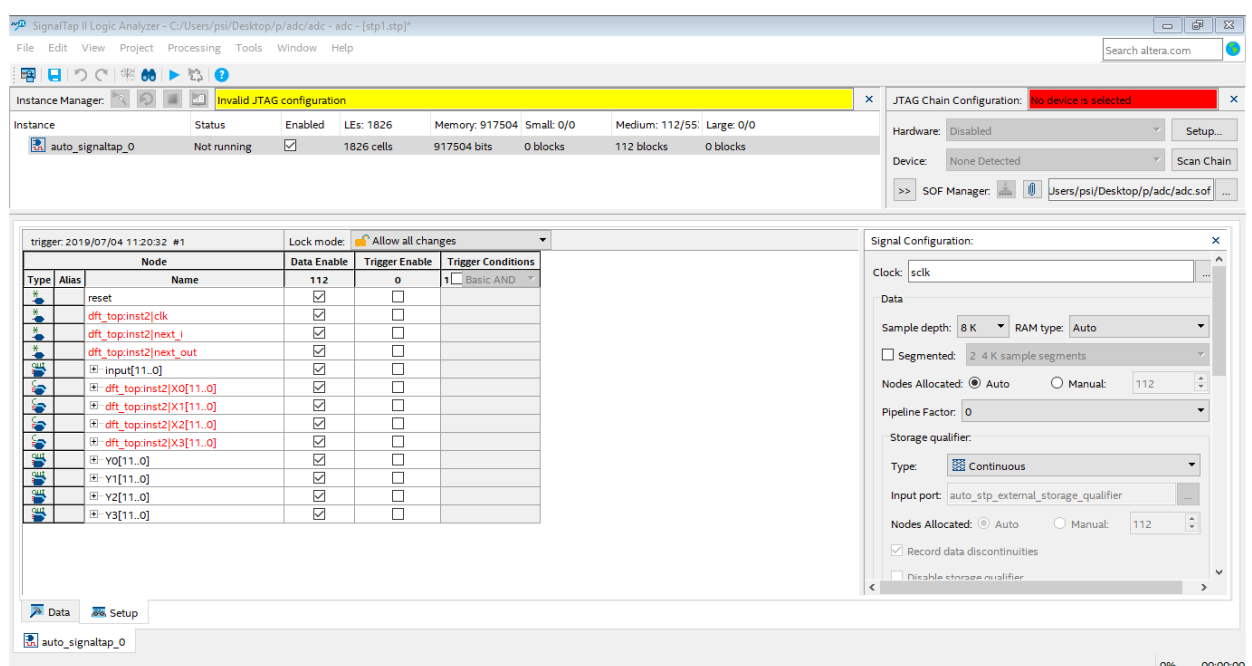 SignalTap II Logic Analyzer - C:/Users/psi/Desktop/p/adc/adc - adc - [stp1.stp]*
File Edit View Project Processing Tools Window Help
Search altera.com
Instance Manager: Invalid JTAG configuration
JTAG Chain Configuration: No device is selected
Instance Status Enabled LEs: 1826 Memory: 917504 Small: 0/0 Medium: 112/55: Large: 0/0
auto_signaltap_0 Not running 1826 cells 917504 bits 0 blocks 112 blocks 0 blocks
Hardware: Disabled Setup...
Device: None Detected Scan Chain
>> SOF Manager: Users/psi/Desktop/p/adc/adc.sof ...
trigger: 2019/07/04 11:20:32 #1 Lock mode: Allow all changes
Node Data Enable Trigger Enable Trigger Conditions
Type Alias Name 112 0 1 Basic AND
reset
dft_top:inst2|clk
dft_top:inst2|next_i
dft_top:inst2|next_out
input[11..0]
dft_top:inst2|X0[11..0]
dft_top:inst2|X1[11..0]
dft_top:inst2|X2[11..0]
dft_top:inst2|X3[11..0]
Y0[11..0]
Y1[11..0]
Y2[11..0]
Y3[11..0]
Signal Configuration:
Clock: sclk ...
Data
Sample depth: 8 K RAM type: Auto
Segmented: 2 4 K sample segments
Nodes Allocated: Auto Manual: 112
Pipeline Factor: 0
Storage qualifier:
Type: Continuous
Input port: auto_stp_external_storage_qualifier ...
Nodes Allocated: Auto Manual: 112
Record data discontinuities
Disable storage qualifier
Data Setup
auto_signaltap_0
0% 00:00:00